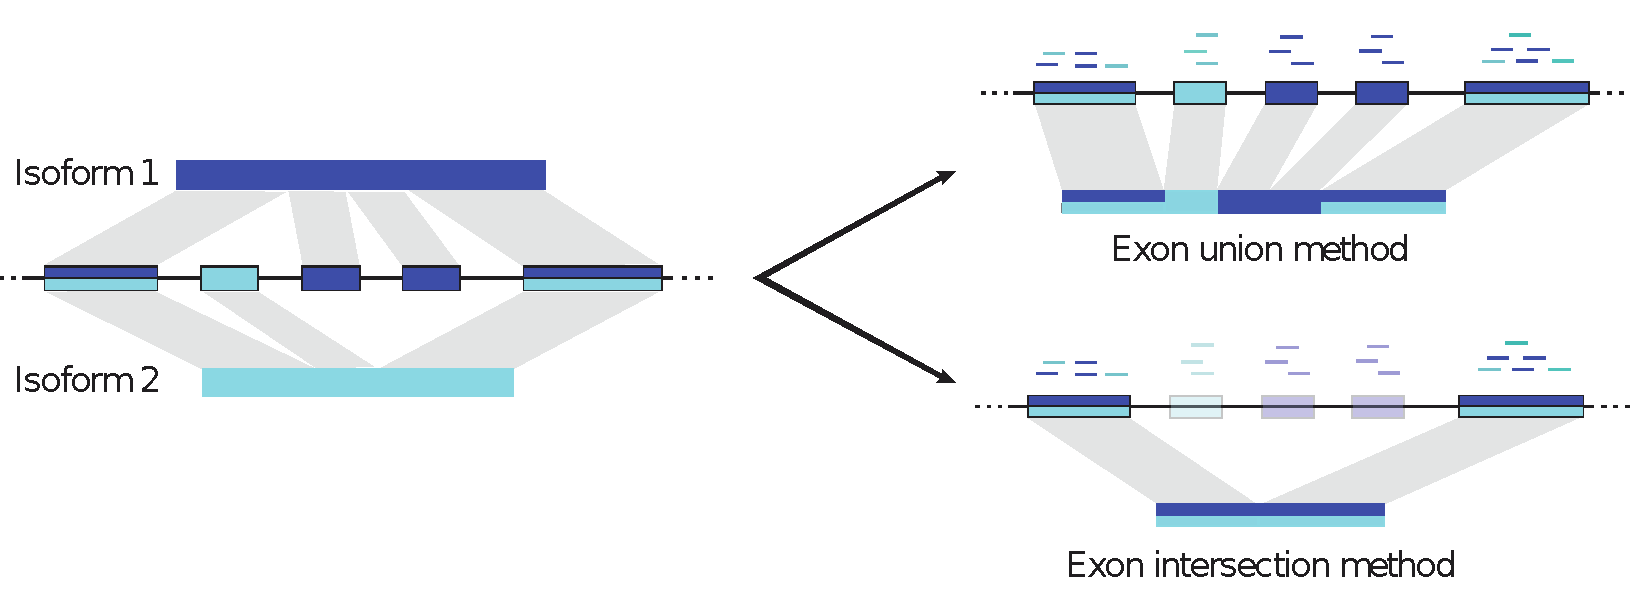 Isoform 1
Isoform 2
Exon union method
Exon intersection method